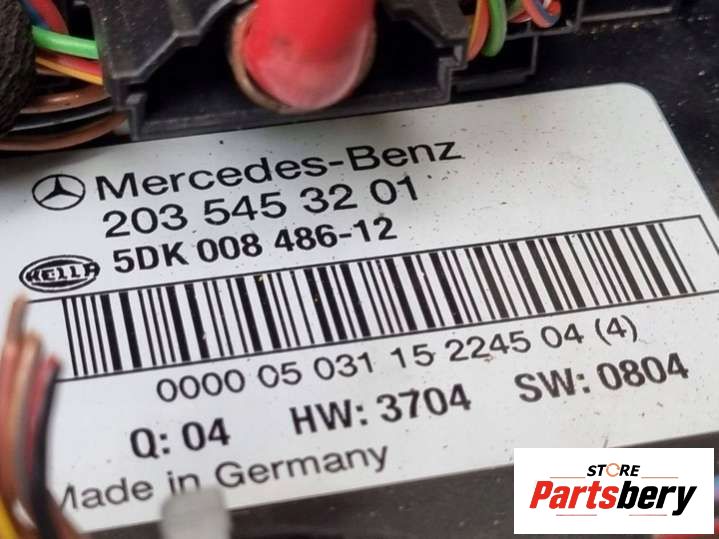 Mercedes-Benz
203 545 32 01
5DK 008 486-12
HELLA
0000 05 031 15 2245 04 (4)
Q: 04 HW: 3704 SW: 0804
Made in Germany
STORE
Partsbery